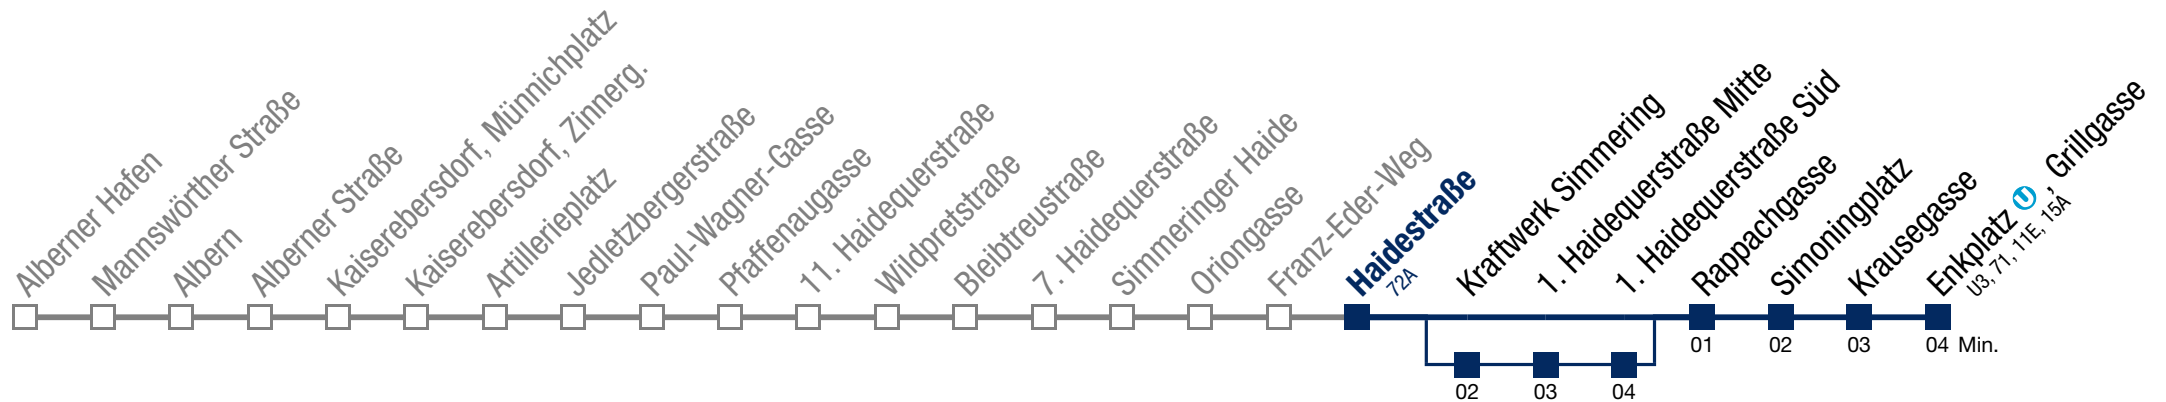 Alberner Hafen
Mannswörther Straße
Albern
Alberner Straße
Kaiserebersdorf, Münnichplatz
Kaiserebersdorf, Zinnerg.
Artillerieplatz
Jedletzbergerstraße
Paul-Wagner-Gasse
Pfaffenaugasse
11. Haidequerstraße
Wildpretstraße
Bleibtreustraße
7. Haidequerstraße
Simmeringer Haide
Oriongasse
Franz-Eder-Weg
Haidestraße
72A
Kraftwerk Simmering
1. Haidequerstraße Mitte
1. Haidequerstraße Süd
Rappachgasse
Simoningplatz
Krausegasse
Enkplatz U, Grillgasse
U3, 71, 11E, 15A
01 02 03 04 Min.
02 03 04